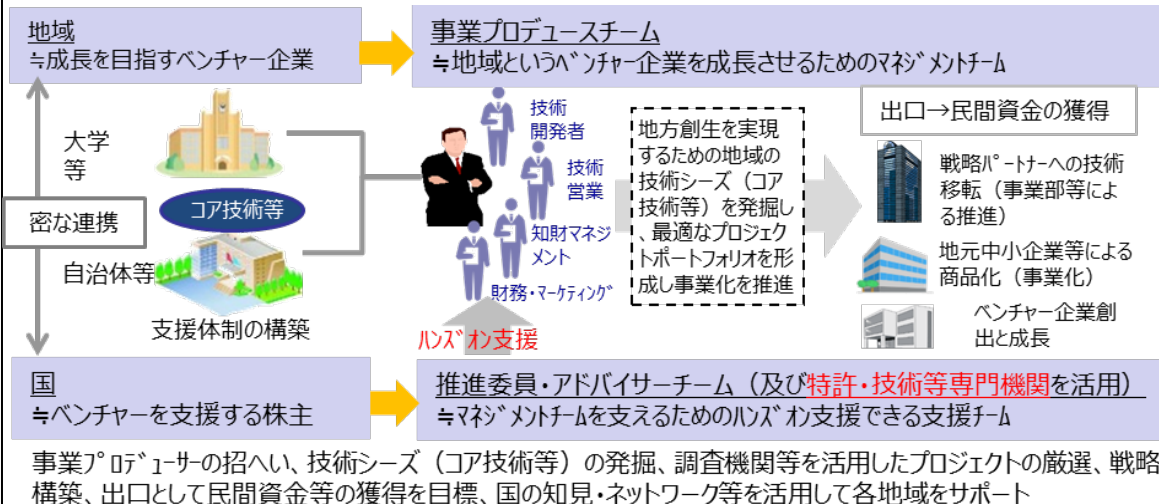 地域
≒成長を目指すベンチャー企業
事業プロデュースチーム
≒地域というベンチャー企業を成長させるためのマネジメントチーム
大学
等
密な連携
自治体等
コア技術等
支援体制の構築
技術
開発者
技術
営業
知財マネジ
メント
財務・マーケティング
ハンズオン支援
地方創生を実現
するための地域の
技術シーズ（コア
技術等）を発掘し
、最適なプロジェク
トポートフォリオを形
成し事業化を推進
出口→民間資金の獲得
戦略パートナーへの技術
移転（事業部等によ
る推進）
地元中小企業等による
商品化（事業化）
ベンチャー企業創
出と成長
国
≒ベンチャーを支援する株主
推進委員・アドバイサーチーム（及び特許・技術等専門機関を活用）
≒マネジメントチームを支えるためのハンズオン支援できる支援チーム
事業プロデューサーの招へい、技術シーズ（コア技術等）の発掘、調査機関等を活用したプロジェクトの厳選、戦略
構築、出口として民間資金等の獲得を目標、国の知見・ネットワーク等を活用して各地域をサポート